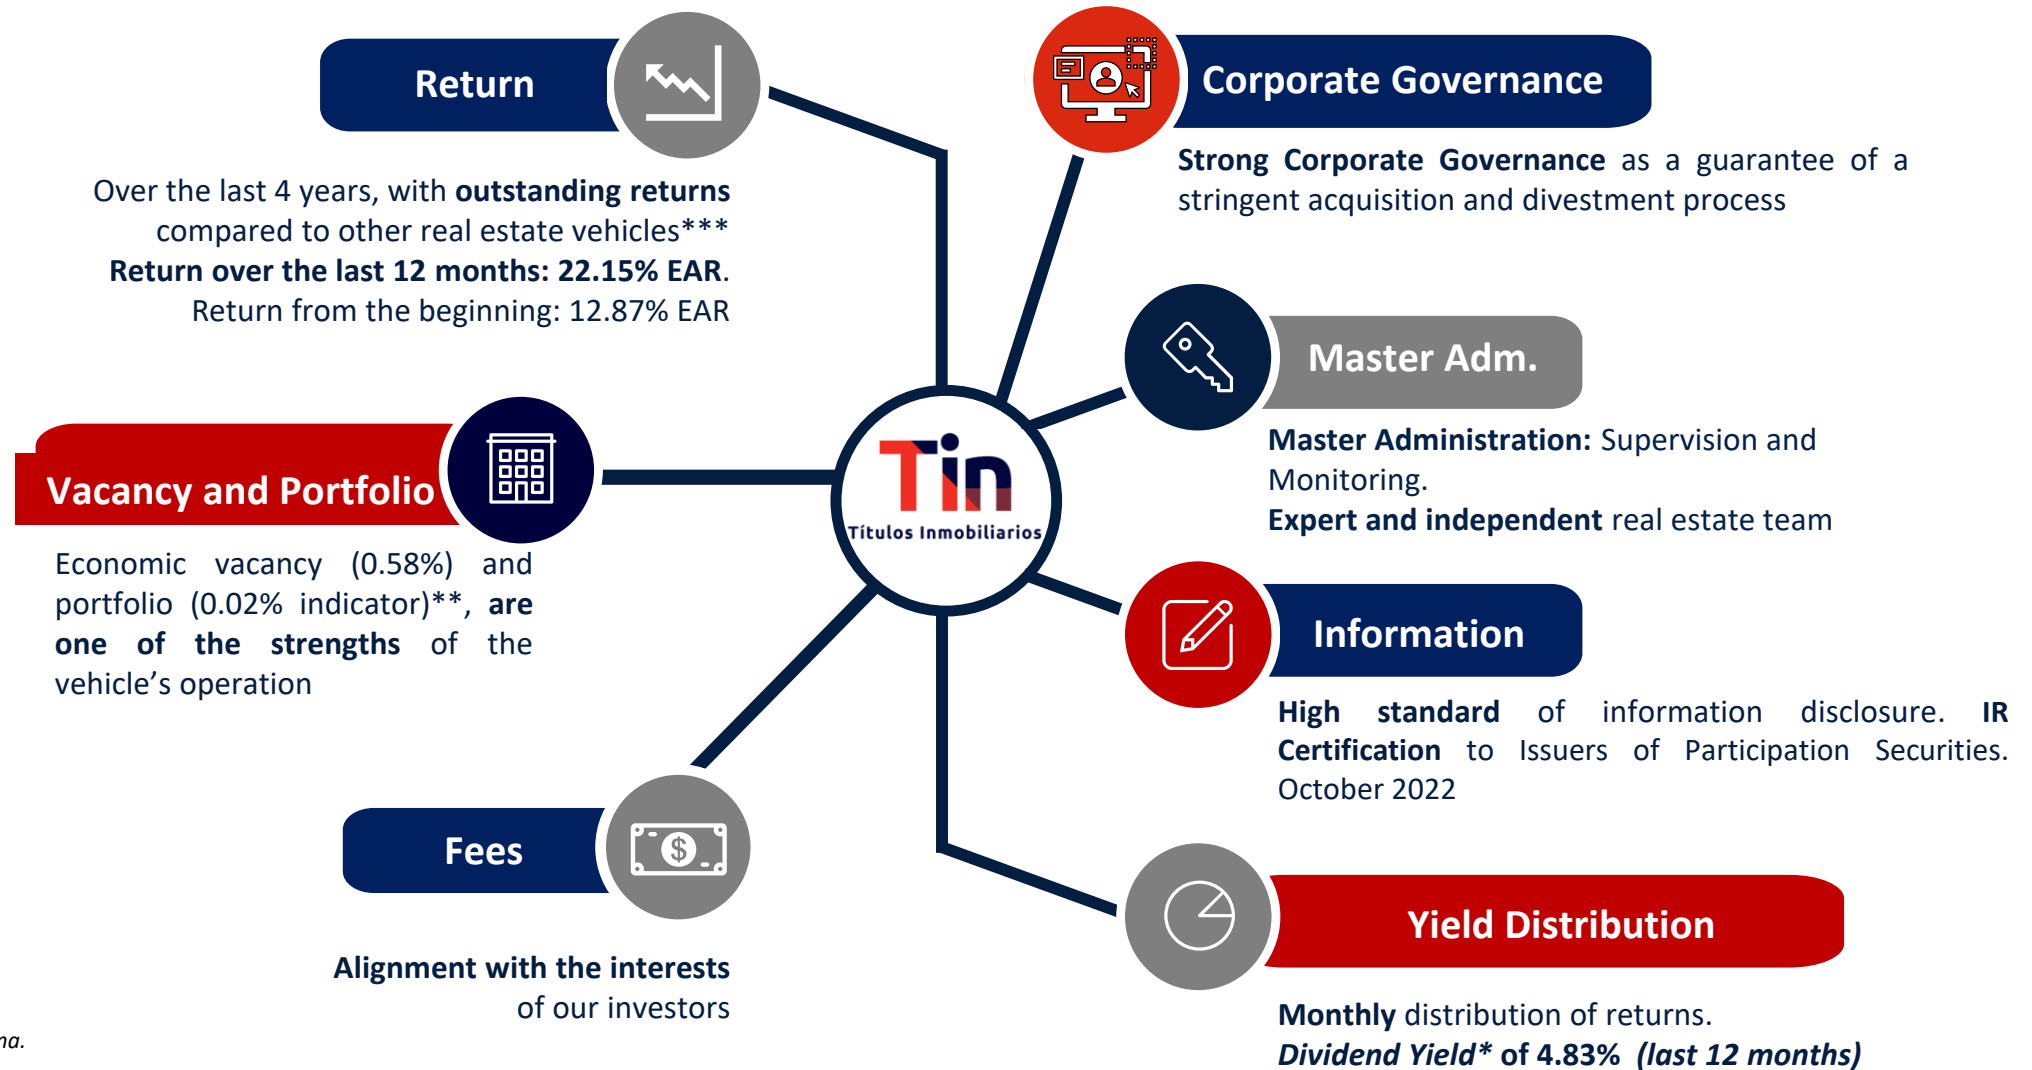 Return
Over the last 4 years, with outstanding returns
compared to other real estate vehicles***
Return over the last 12 months: 22.15% EAR.
Return from the beginning: 12.87% EAR
Vacancy and Portfolio
Economic vacancy (0.58%) and
portfolio (0.02% indicator)**, are
one of the strengths of the
vehicle’s operation
Fees
Alignment with the interests
of our investors
Tin
Títulos Inmobiliarios
Corporate Governance
Strong Corporate Governance as a guarantee of a
stringent acquisition and divestment process
Master Adm.
Master Administration: Supervision and
Monitoring.
Expert and independent real estate team
Information
High standard of information disclosure. IR
Certification to Issuers of Participation Securities.
October 2022
Yield Distribution
Monthly distribution of returns.
Dividend Yield* of 4.83% (last 12 months)